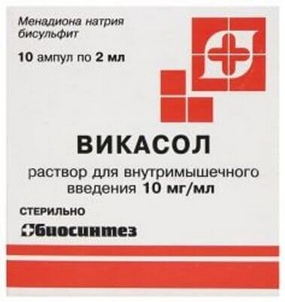 Менадиона натрия
бисульфит
10 ампул по 2 мл
ВИКАСОЛ
раствор для внутримышечного
введения 10 мг/мл
СТЕРИЛЬНО
биосинтез